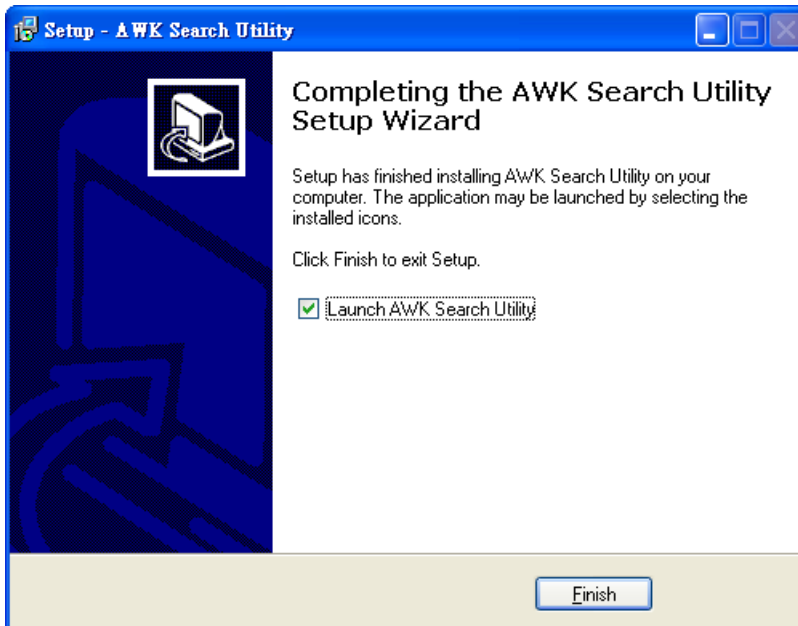 Setup - AWK Search Utility
Completing the AWK Search Utility
Setup Wizard
Setup has finished installing AWK Search Utility on your
computer. The application may be launched by selecting the
installed icons.
Click Finish to exit Setup.
Launch AWK Search Utility
Finish